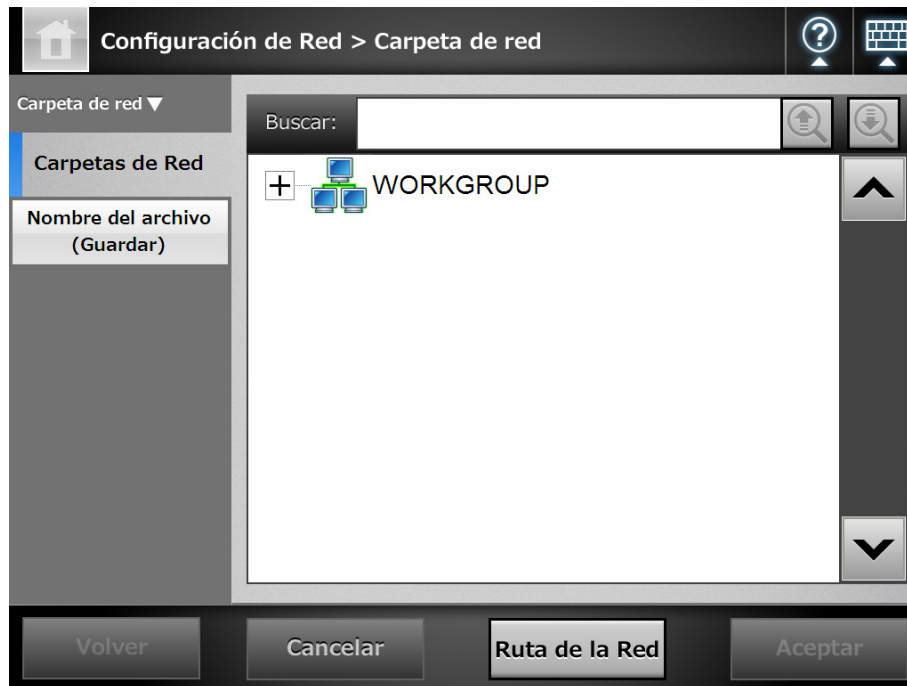 Configuración de Red > Carpeta de red
Carpeta de red ▼
Buscar:
Carpetas de Red
Nombre del archivo
(Guardar)
WORKGROUP
Volver
Cancelar
Ruta de la Red
Aceptar